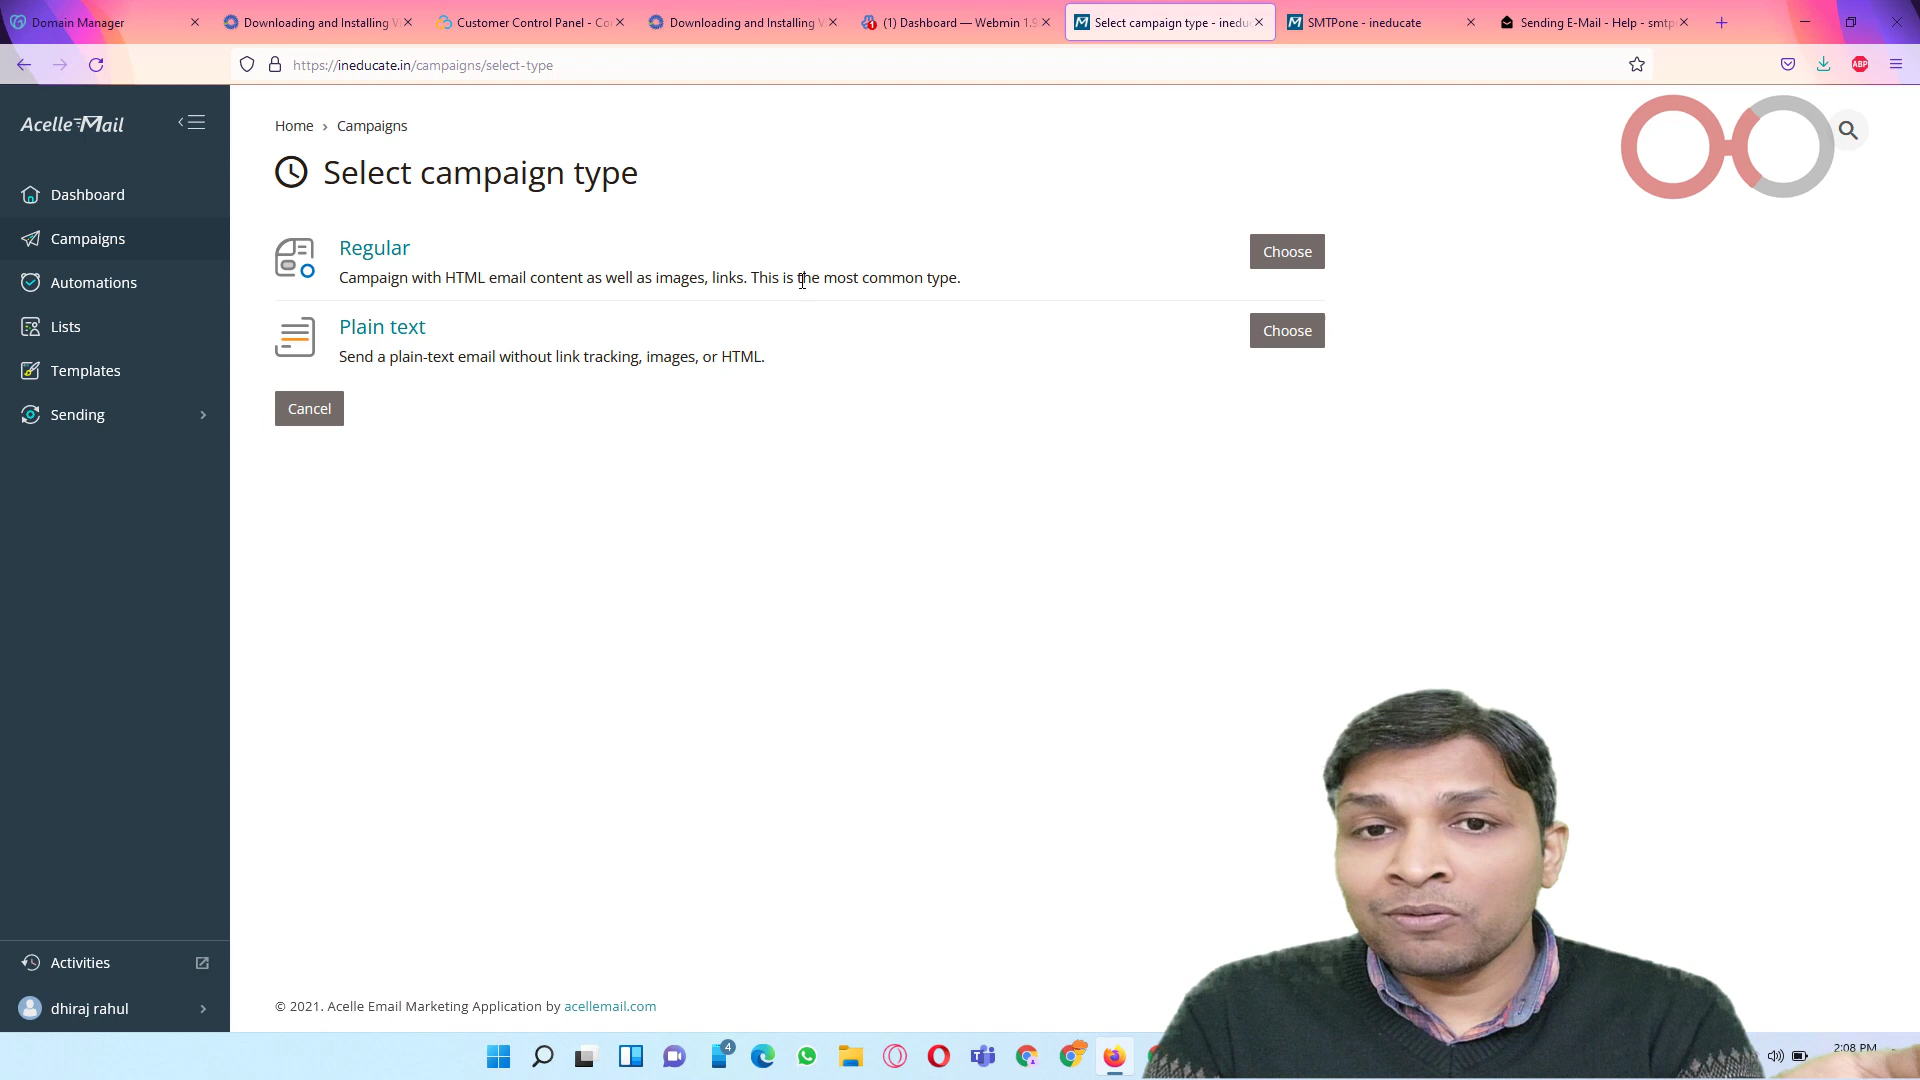 Domain Manager
Downloading and Installing V
Customer Control Panel - Co
Downloading and Installing V
(1) Dashboard — Webmin 1.9
Select campaign type - inedu
SMTPone - ineducate
Sending E-Mail - Help - smtp
https://ineducate.in/campaigns/select-type
ABP
Acelle Mail
Home › Campaigns
Select campaign type
Dashboard
Campaigns
Automations
Lists
Templates
Sending
Regular
Choose
Campaign with HTML email content as well as images, links. This is the most common type.
Plain text
Choose
Send a plain-text email without link tracking, images, or HTML.
Cancel
Activities
dhiraj rahul
© 2021. Acelle Email Marketing Application by acellemail.com
4
2:08 PM